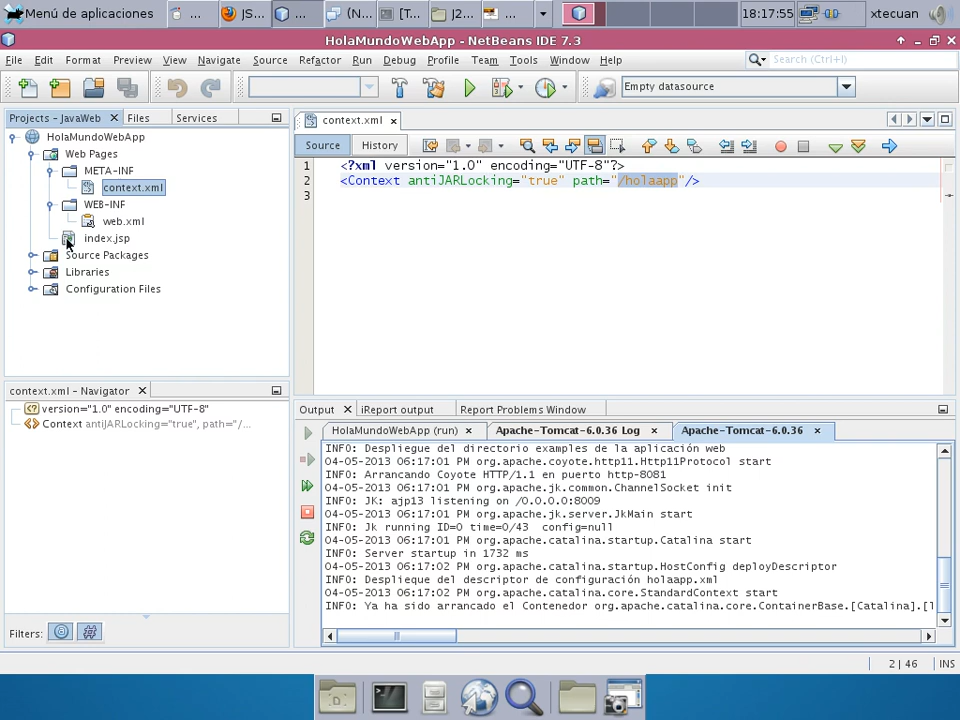 Menú de aplicaciones ... JS... ... (N... [T... J2... ... 18:17:55 xtecuan
HolaMundoWebApp - NetBeans IDE 7.3
File Edit Format Preview View Navigate Source Refactor Run Debug Profile Team Tools Window Help Search (Ctrl+I)
Empty datasource
Projects - JavaWeb Files Services
HolaMundoWebApp
Web Pages
META-INF
context.xml
WEB-INF
web.xml
index.jsp
Source Packages
Libraries
Configuration Files
context.xml
Source History
1 <?xml version="1.0" encoding="UTF-8"?>
2 <Context antiJARLocking="true" path="/holaapp"/>
3
context.xml - Navigator
version="1.0" encoding="UTF-8"
Context antiJARLocking="true", path="/...
Filters:
Output iReport output Report Problems Window
HolaMundoWebApp (run) Apache-Tomcat-6.0.36 Log Apache-Tomcat-6.0.36
INFO: Despliegue del directorio examples de la aplicación web
04-05-2013 06:17:01 PM org.apache.coyote.http11.Http11Protocol start
INFO: Arrancando Coyote HTTP/1.1 en puerto http-8081
04-05-2013 06:17:01 PM org.apache.jk.common.ChannelSocket init
INFO: JK: ajp13 listening on /0.0.0.0:8009
04-05-2013 06:17:01 PM org.apache.jk.server.JkMain start
INFO: Jk running ID=0 time=0/43 config=null
04-05-2013 06:17:01 PM org.apache.catalina.startup.Catalina start
INFO: Server startup in 1732 ms
04-05-2013 06:17:02 PM org.apache.catalina.startup.HostConfig deployDescriptor
INFO: Despliegue del descriptor de configuración holaapp.xml
04-05-2013 06:17:02 PM org.apache.catalina.core.StandardContext start
INFO: Ya ha sido arrancado el Contenedor org.apache.catalina.core.ContainerBase.[Catalina].[l
2 | 46 INS